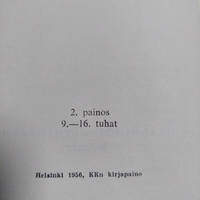 2. painos
9.—16. tuhat
Helsinki 1956, KKn kirjapaino